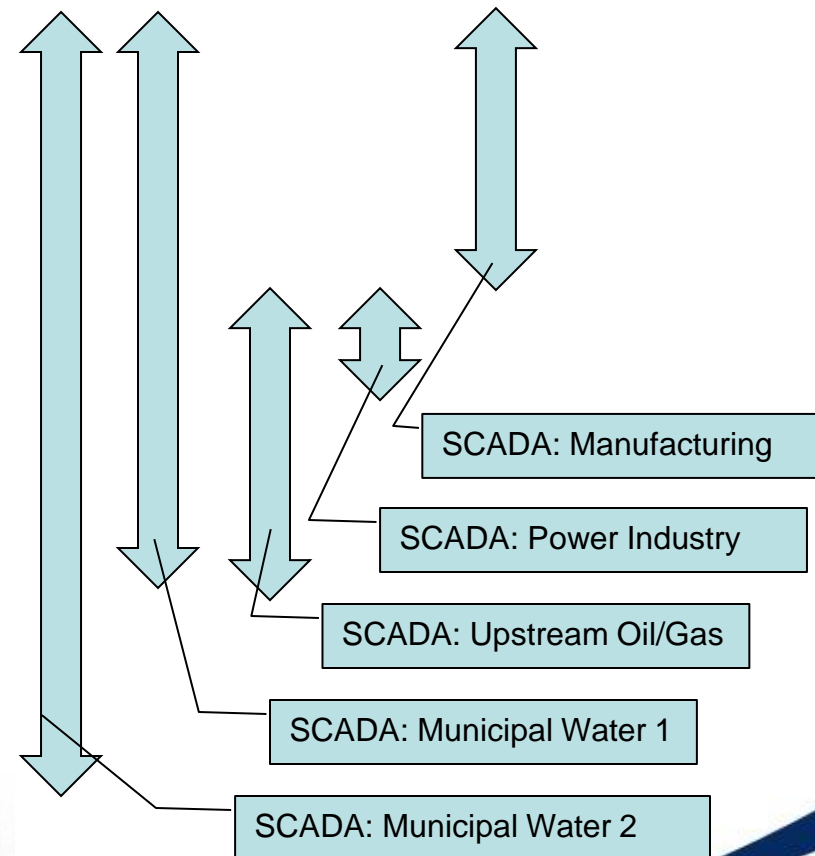 SCADA: Manufacturing
SCADA: Power Industry
SCADA: Upstream Oil/Gas
SCADA: Municipal Water 1
SCADA: Municipal Water 2